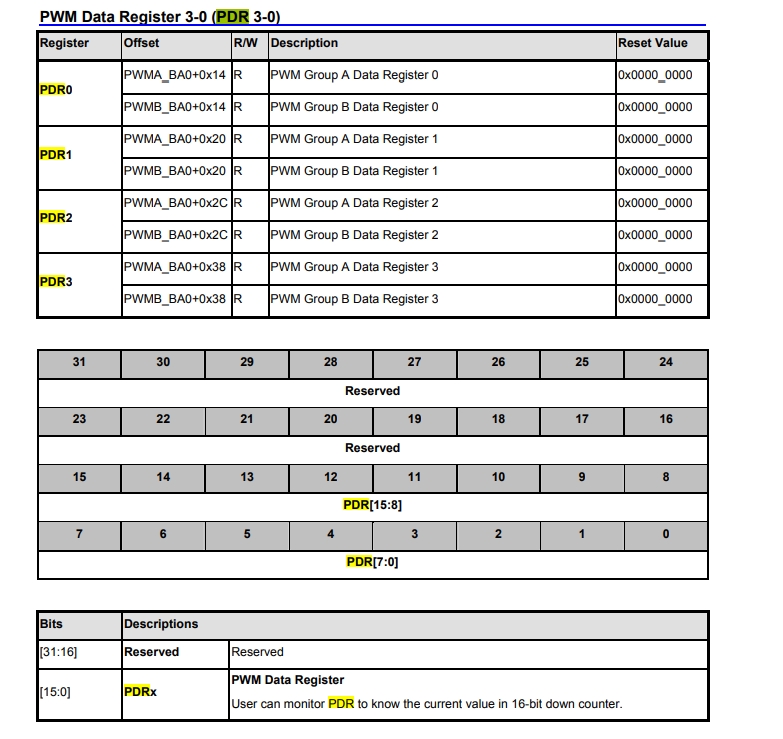 PWM Data Register 3-0 (PDR 3-0)
Register Offset R/W Description Reset Value
PDR0 PWMA_BA0+0x14 R PWM Group A Data Register 0 0x0000_0000
PWMB_BA0+0x14 R PWM Group B Data Register 0 0x0000_0000
PDR1 PWMA_BA0+0x20 R PWM Group A Data Register 1 0x0000_0000
PWMB_BA0+0x20 R PWM Group B Data Register 1 0x0000_0000
PDR2 PWMA_BA0+0x2C R PWM Group A Data Register 2 0x0000_0000
PWMB_BA0+0x2C R PWM Group B Data Register 2 0x0000_0000
PDR3 PWMA_BA0+0x38 R PWM Group A Data Register 3 0x0000_0000
PWMB_BA0+0x38 R PWM Group B Data Register 3 0x0000_0000
31 30 29 28 27 26 25 24
Reserved
23 22 21 20 19 18 17 16
Reserved
15 14 13 12 11 10 9 8
PDR[15:8]
7 6 5 4 3 2 1 0
PDR[7:0]
Bits Descriptions
[31:16] Reserved Reserved
[15:0] PDRx PWM Data Register
User can monitor PDR to know the current value in 16-bit down counter.